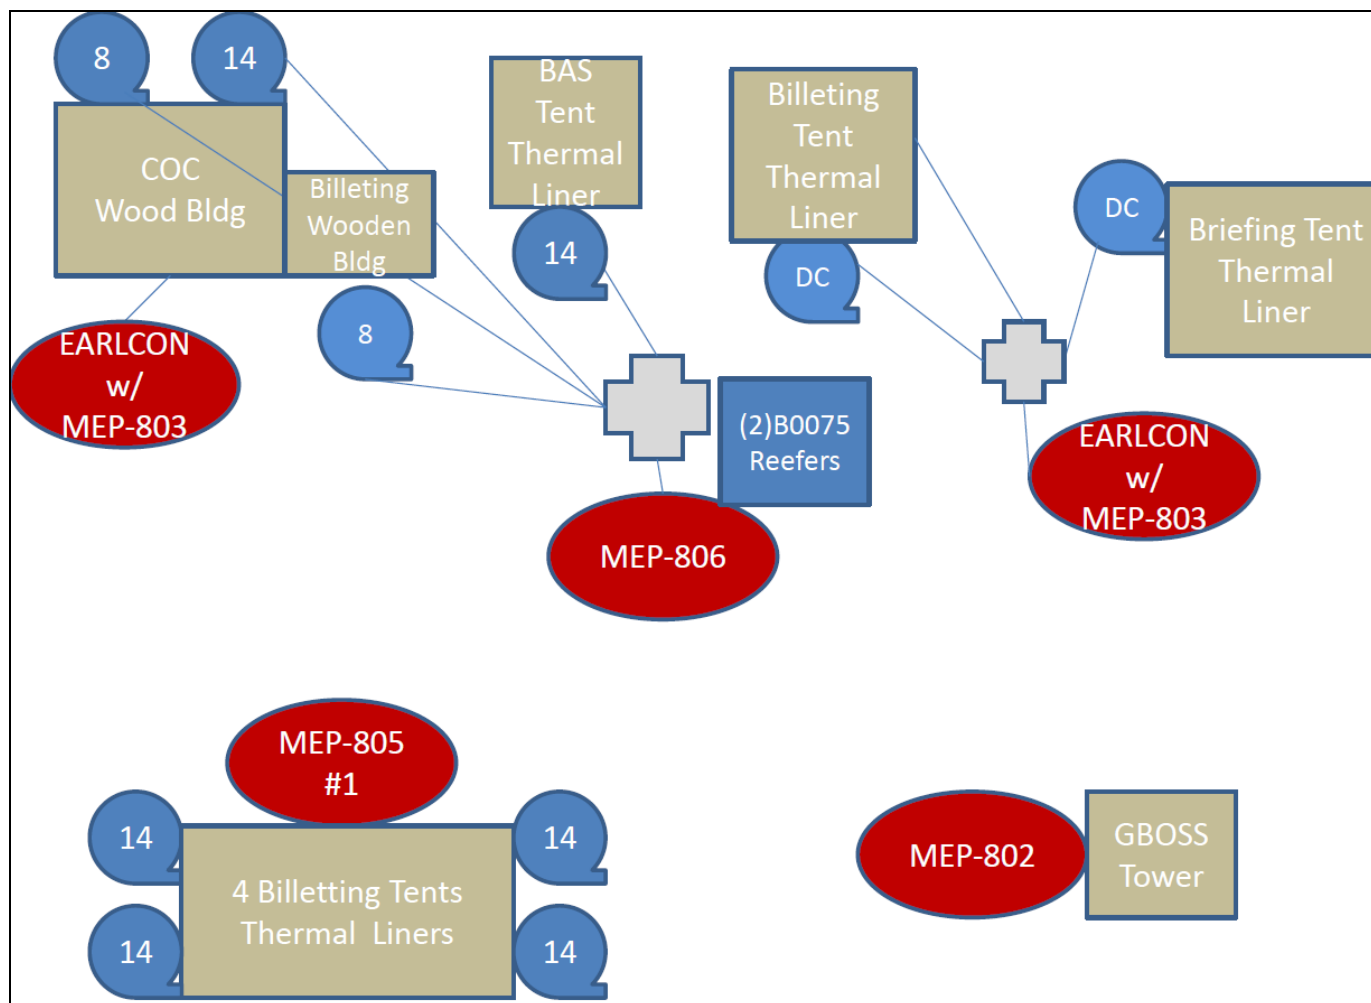 8
14
COC
Wood Bldg
Billeting
Wooden
Bldg
8
EARLCON
w/
MEP-803
BAS
Tent
Thermal
Liner
14
(2)B0075
Reefers
MEP-806
Billeting
Tent
Thermal
Liner
DC
DC
Briefing Tent
Thermal
Liner
EARLCON
w/
MEP-803
MEP-805
#1
14
14
4 Billetting Tents
Thermal Liners
14
14
MEP-802
GBOSS
Tower